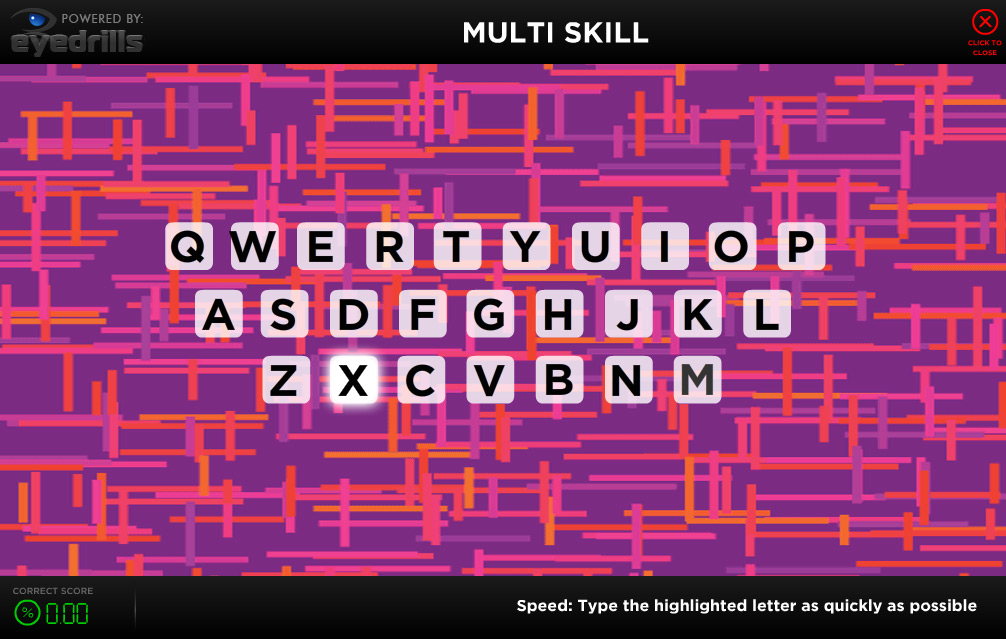 POWERED BY:
eyedrills
MULTI SKILL
CLICK TO
CLOSE
Q W E R T Y U I O P
A S D F G H J K L
Z X C V B N M
CORRECT SCORE
% 0.00
Speed: Type the highlighted letter as quickly as possible